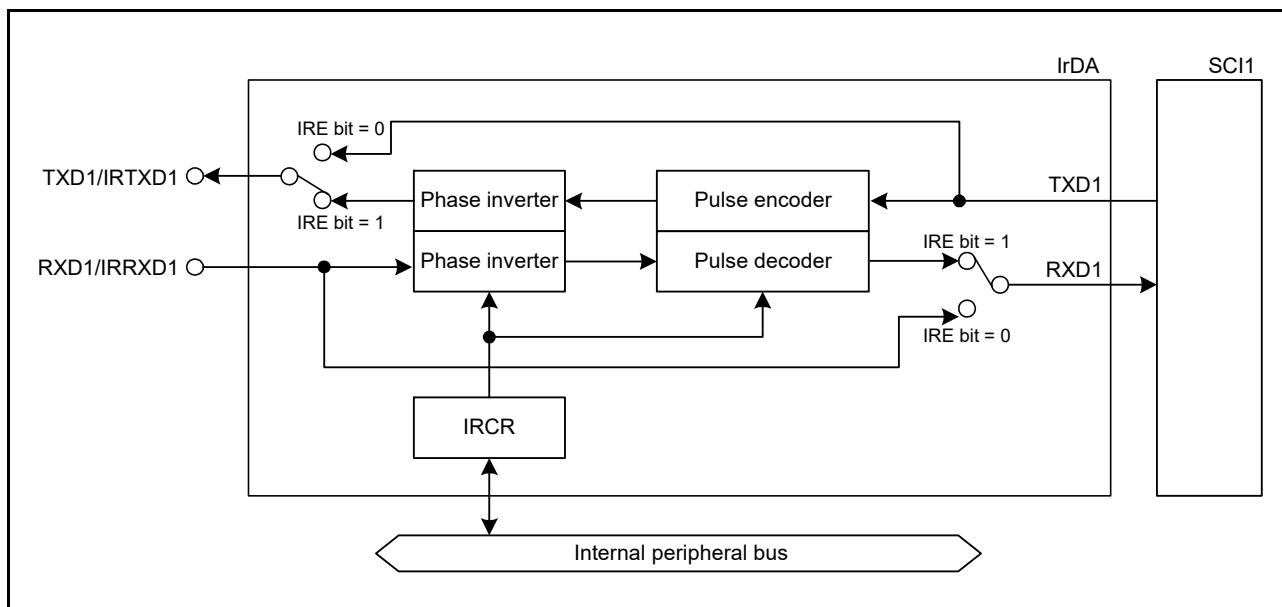 IrDA
SCI1
IRE bit = 0
TXD1/IRTXD1
Phase inverter
Pulse encoder
TXD1
IRE bit = 1
RXD1/IRRXD1
Phase inverter
Pulse decoder
IRE bit = 1
RXD1
IRE bit = 0
IRCR
Internal peripheral bus